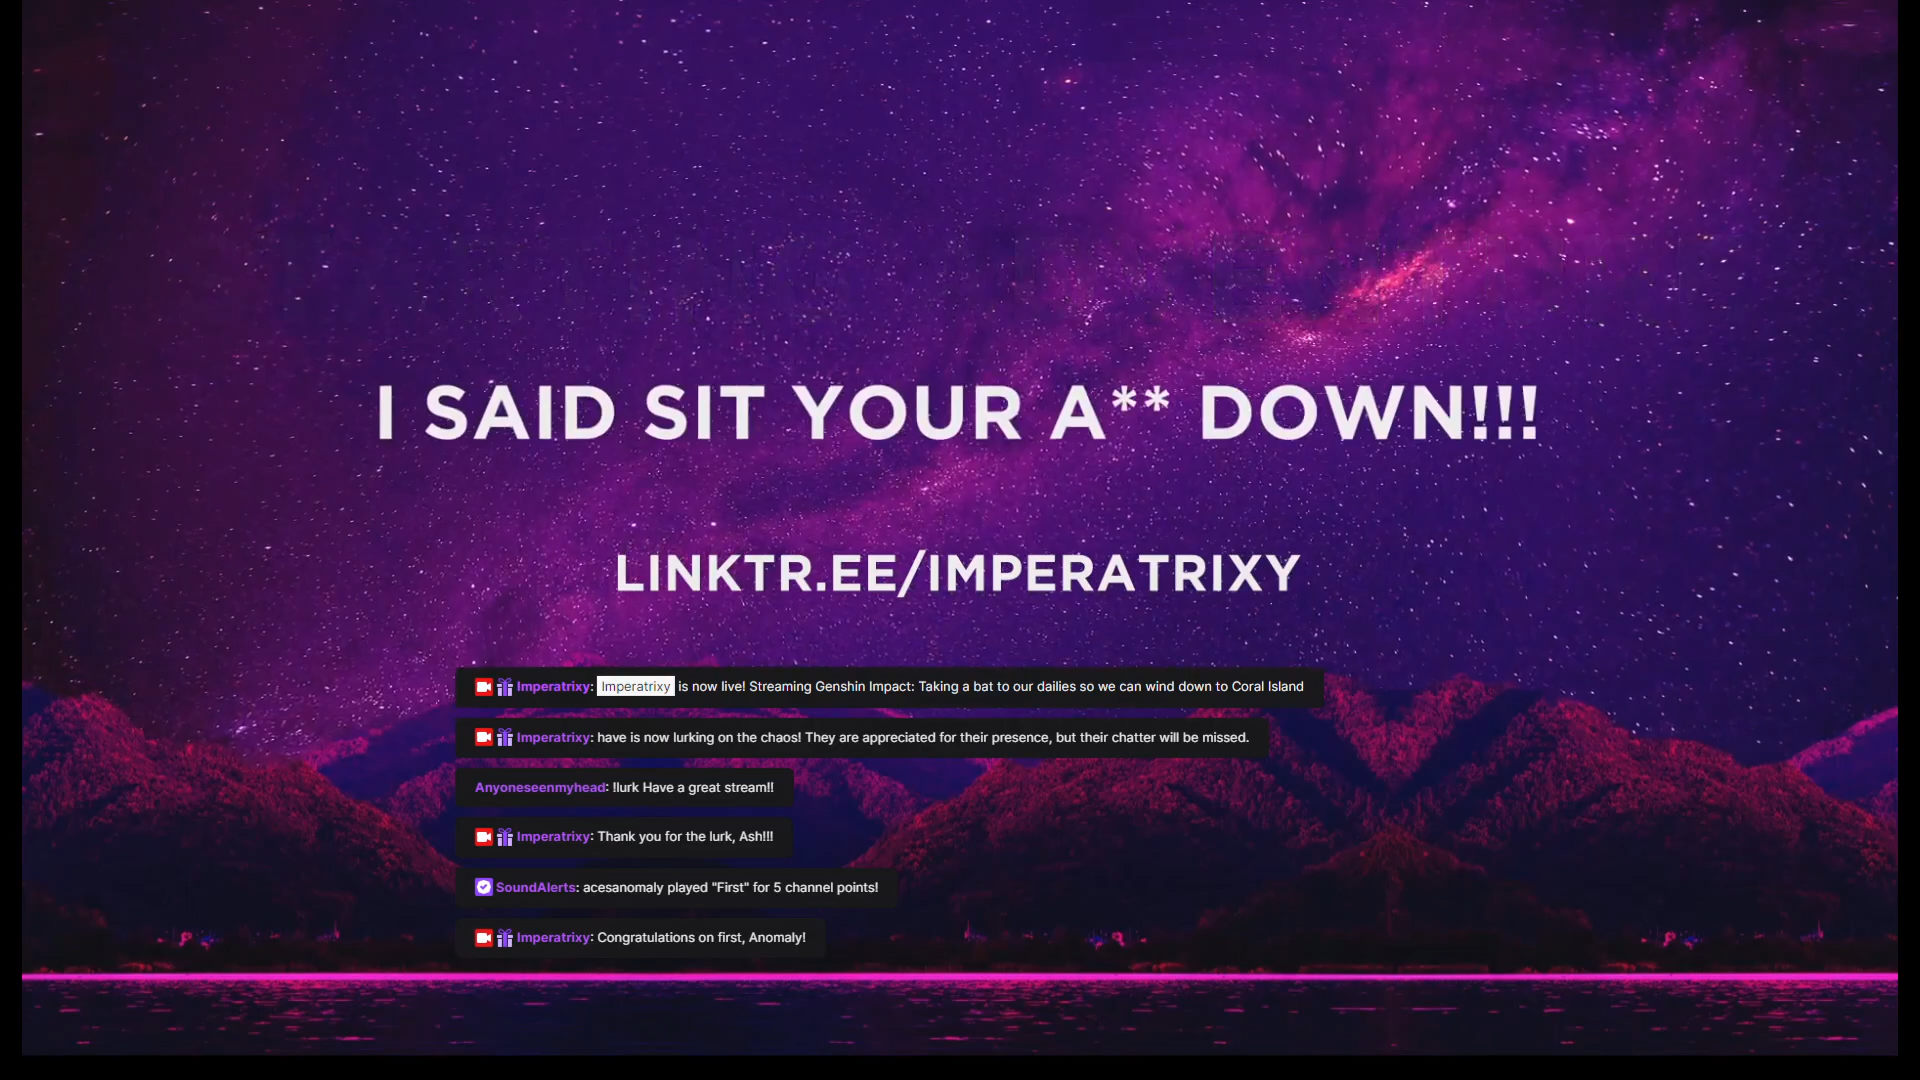 I SAID SIT YOUR A** DOWN!!!
LINKTR.EE/IMPERATRIXY
Imperatrixy: Imperatrixy is now live! Streaming Genshin Impact: Taking a bat to our dailies so we can wind down to Coral Island
Imperatrixy: have is now lurking on the chaos! They are appreciated for their presence, but their chatter will be missed.
Anyoneseenmyhead: !lurk Have a great stream!!
Imperatrixy: Thank you for the lurk, Ash!!!
SoundAlerts: acesanomaly played "First" for 5 channel points!
Imperatrixy: Congratulations on first, Anomaly!